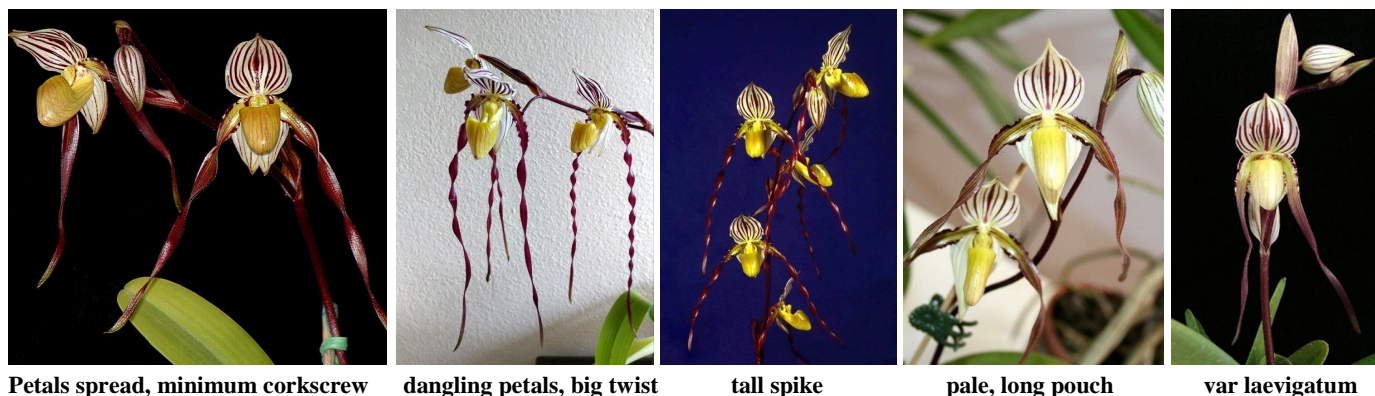 Petals spread, minimum corkscrew
dangling petals, big twist
tall spike
pale, long pouch
var laevigatum